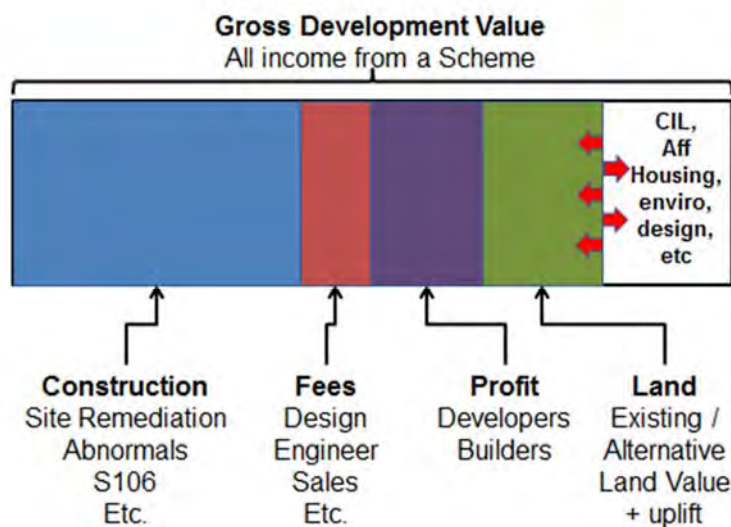 Gross Development Value
All income from a Scheme
CIL,
Aff
Housing,
enviro,
design,
etc
Construction
Site Remediation
Abnormals
S106
Etc.
Fees
Design
Engineer
Sales
Etc.
Profit
Developers
Builders
Land
Existing /
Alternative
Land Value
+ uplift